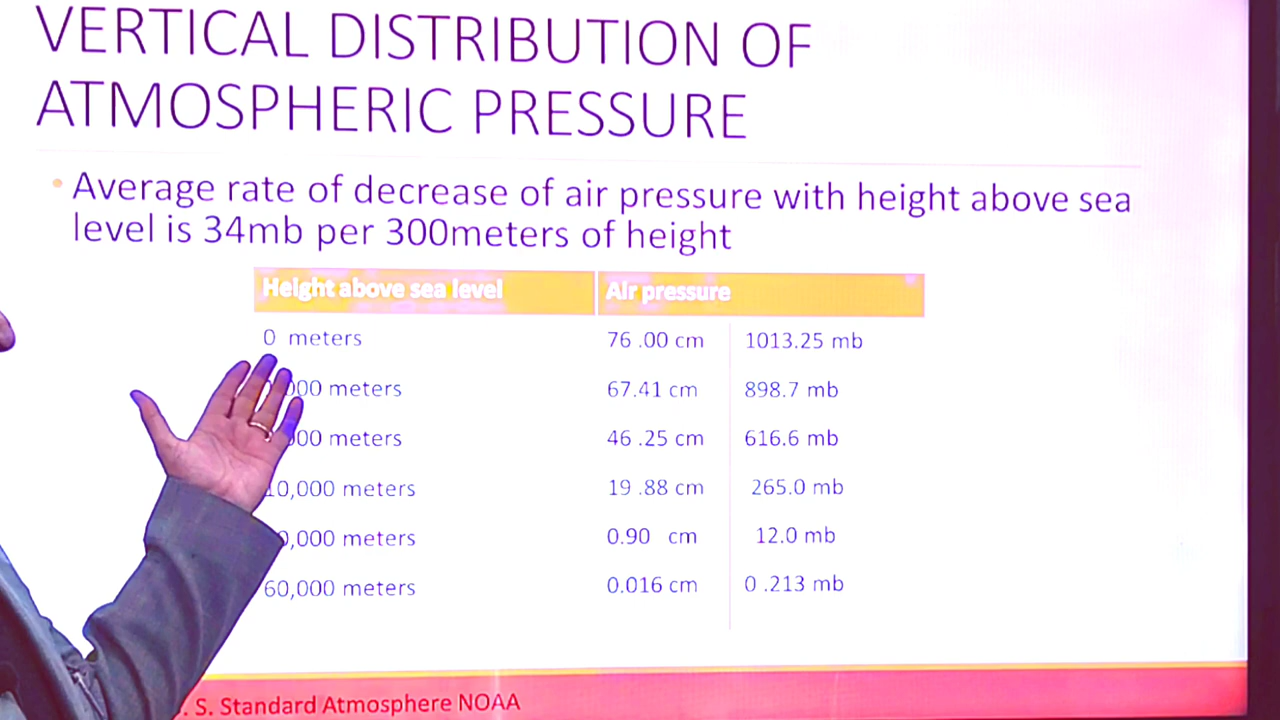 VERTICAL DISTRIBUTION OF
ATMOSPHERIC PRESSURE
• Average rate of decrease of air pressure with height above sea
level is 34mb per 300meters of height
Height above sea level Air pressure
0 meters 76 .00 cm 1013.25 mb
meters 67.41 cm 898.7 mb
meters 46 .25 cm 616.6 mb
10,000 meters 19 .88 cm 265.0 mb
meters 0.90 cm 12.0 mb
60,000 meters 0.016 cm 0 .213 mb
. S. Standard Atmosphere NOAA